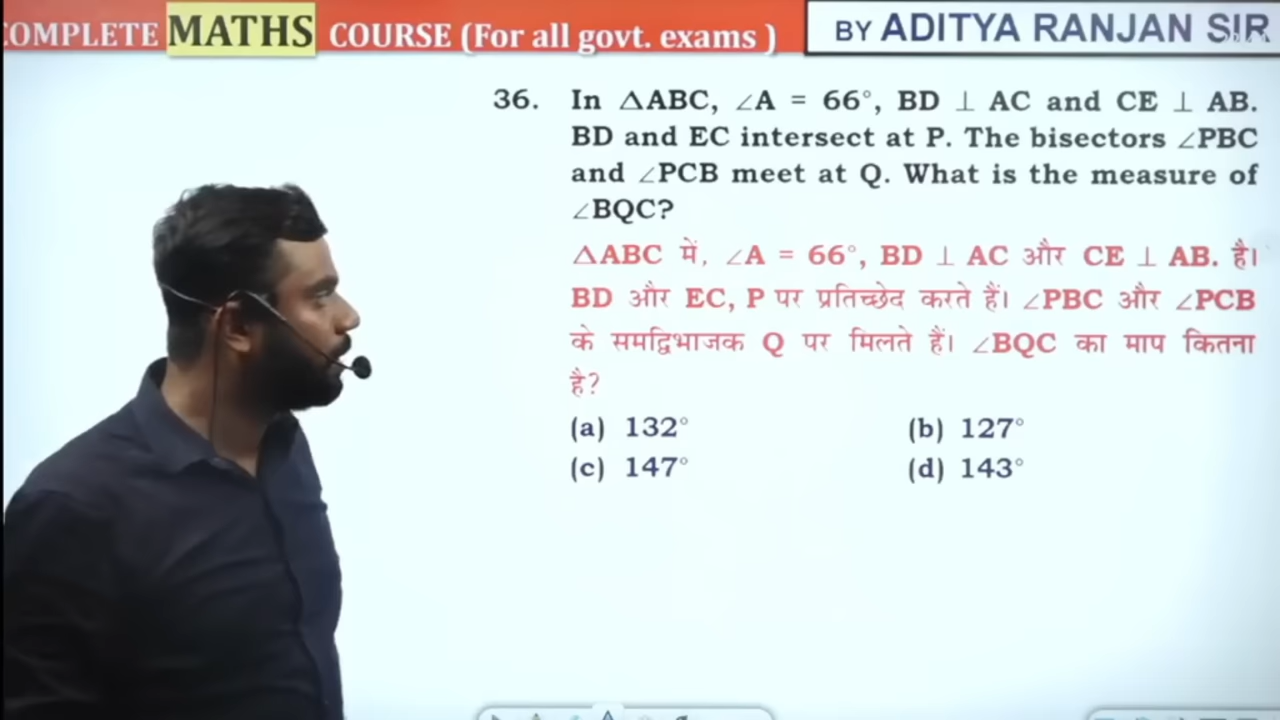 COMPLETE MATHS COURSE (For all govt. exams )
BY ADITYA RANJAN SIR
36. In △ABC, ∠A = 66°, BD ⊥ AC and CE ⊥ AB.
BD and EC intersect at P. The bisectors ∠PBC
and ∠PCB meet at Q. What is the measure of
∠BQC?
△ABC में, ∠A = 66°, BD ⊥ AC और CE ⊥ AB. है।
BD और EC, P पर प्रतिच्छेद करते हैं। ∠PBC और ∠PCB
के समद्विभाजक Q पर मिलते हैं। ∠BQC का माप कितना
है?
(a) 132° (b) 127°
(c) 147° (d) 143°